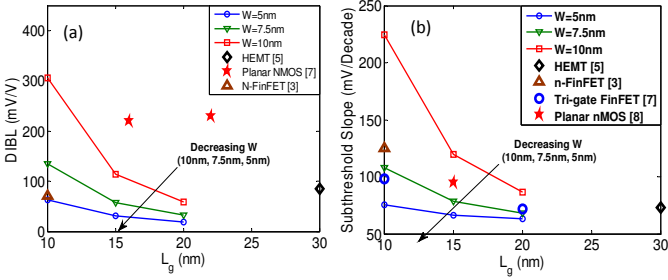 (a)
W=5nm
W=7.5nm
W=10nm
HEMT [5]
Planar NMOS [7]
N-FinFET [3]
Decreasing W
(10nm, 7.5nm, 5nm)
DIBL (mV/V)
0
100
200
300
400
10
15
20
25
30
Lg (nm)
(b)
W=5nm
W=7.5nm
W=10nm
HEMT [5]
n-FinFET [3]
Tri-gate FinFET [7]
Planar nMOS [8]
Decreasing W
(10nm, 7.5nm, 5nm)
Subthreshold Slope (mV/Decade)
50
100
150
200
250
10
15
20
25
30
Lg (nm)